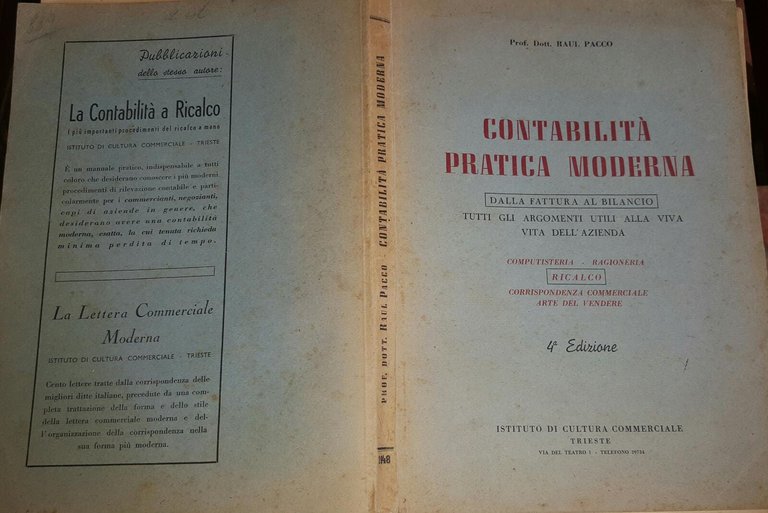 Pubblicazioni
dello stesso autore:
La Contabilità a Ricalco
I più importanti procedimenti del ricalco a mano
ISTITUTO DI CULTURA COMMERCIALE - TRIESTE
È un manuale pratico, indispensabile a tutti
coloro che desiderano conoscere i più moderni
procedimenti di rilevazione contabile e parti-
colarmente per i commercianti, negozianti,
capi di aziende in genere, che
desiderano avere una contabilità
moderna, esatta, la cui tenuta richieda
minima perdita di tempo.
La Lettera Commerciale
Moderna
ISTITUTO DI CULTURA COMMERCIALE - TRIESTE
Cento lettere tratte dalla corrispondenza delle
migliori ditte italiane, precedute da una com-
pleta trattazione della forma e dello stile
della lettera commerciale moderna e del-
l'organizzazione della corrispondenza nella
sua forma più moderna.
PROF. DOTT. RAUL PACCO - CONTABILITÀ PRATICA MODERNA
1948
Prof. Dott. RAUL PACCO
CONTABILITÀ
PRATICA MODERNA
DALLA FATTURA AL BILANCIO
TUTTI GLI ARGOMENTI UTILI ALLA VIVA
VITA DELL'AZIENDA
COMPUTISTERIA - RAGIONERIA
RICALCO
CORRISPONDENZA COMMERCIALE
ARTE DEL VENDERE
4ª Edizione
ISTITUTO DI CULTURA COMMERCIALE
TRIESTE
VIA DEL TEATRO 1 - TELEFONO